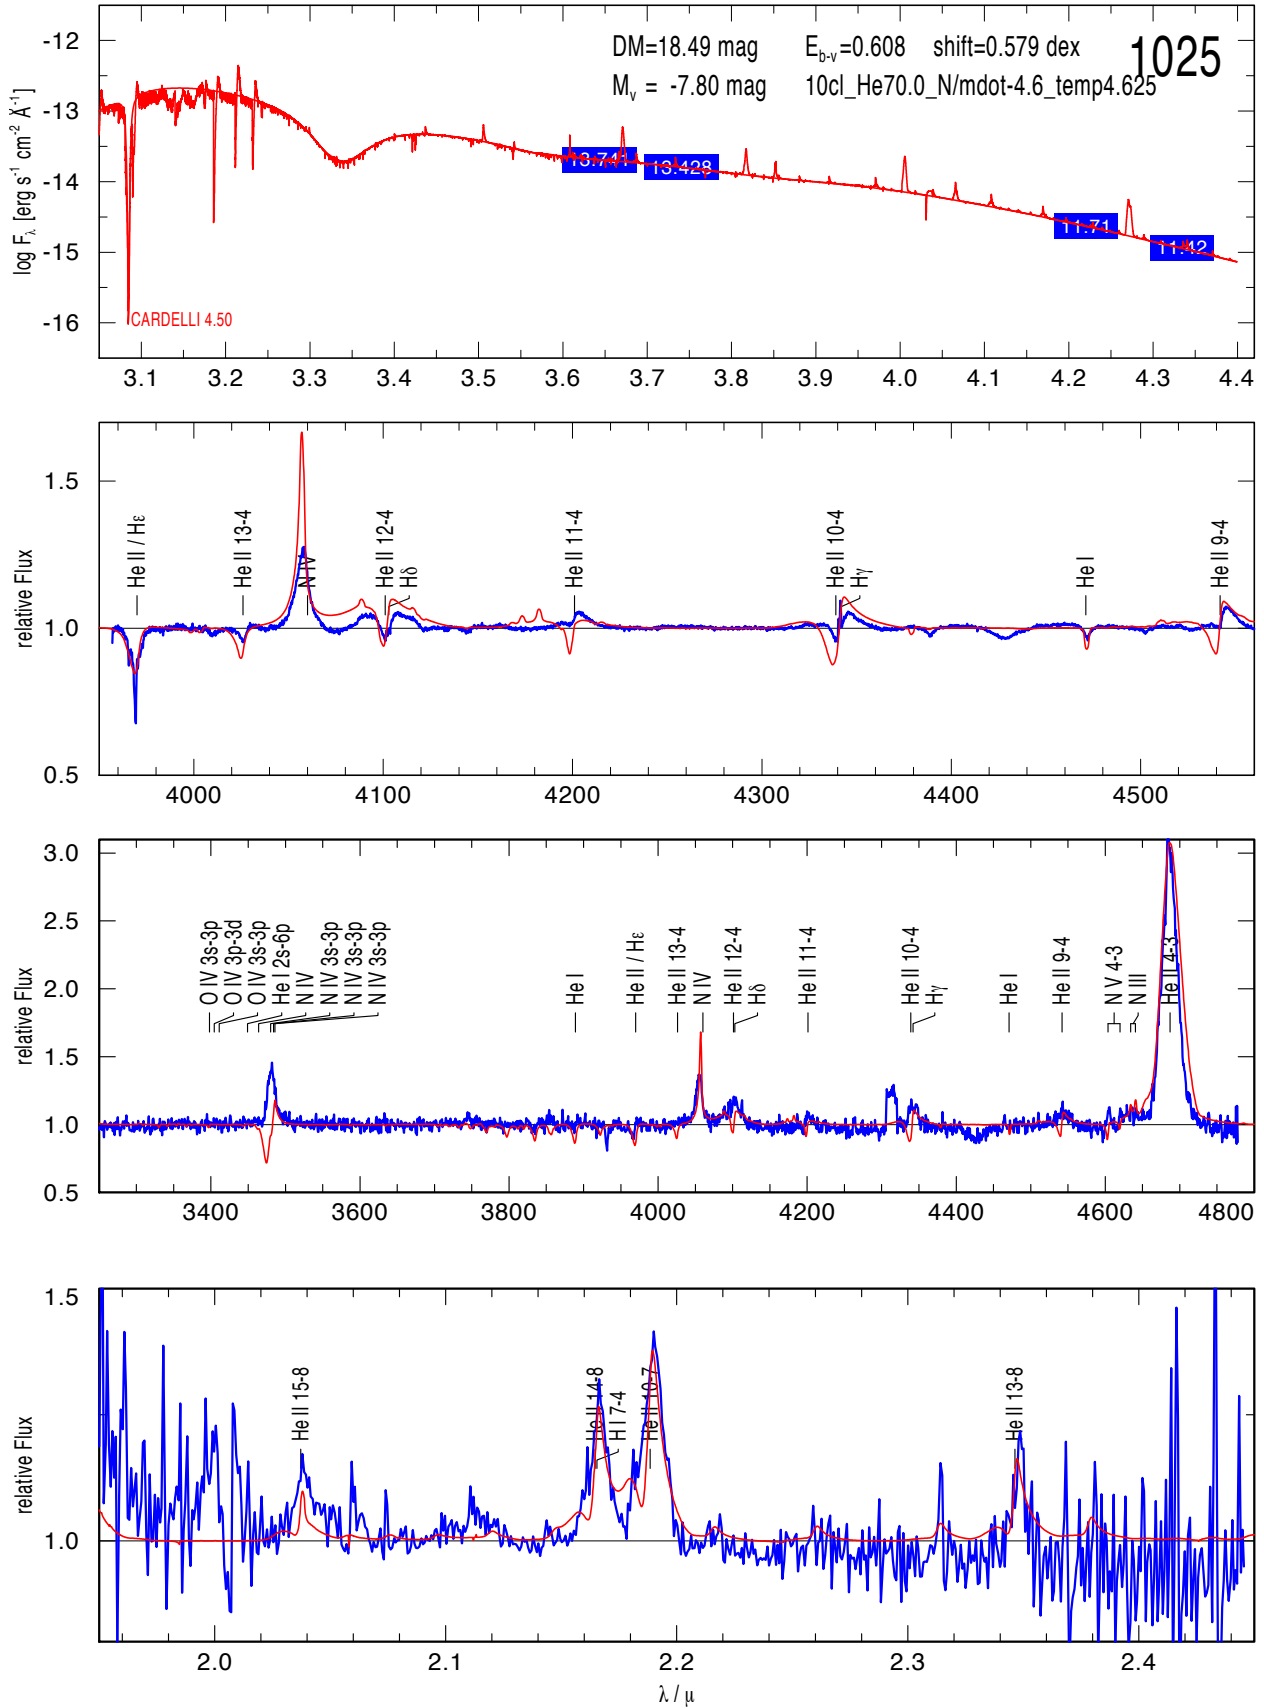 DM=18.49 mag E_b-v=0.608 shift=0.579 dex 1025
M_v = -7.80 mag 10cl_He70.0_N/mdot-4.6_temp4.625
log F_λ [erg s⁻¹ cm⁻² Å⁻¹]
-12
-13
-14
-15
-16
13.741 13.428 11.71 11.42
CARDELLI 4.50
3.1 3.2 3.3 3.4 3.5 3.6 3.7 3.8 3.9 4.0 4.1 4.2 4.3 4.4
relative Flux
1.5
1.0
0.5
He II / Hε He II 13-4 N IV He II 12-4 Hδ He II 11-4 He II 10-4 Hγ He I He II 9-4
4000 4100 4200 4300 4400 4500
relative Flux
3.0
2.5
2.0
1.5
1.0
0.5
O IV 3s-3p O IV 3p-3d O IV 3s-3p He I 2s-6p N IV N IV 3s-3p N IV 3s-3p N IV 3s-3p He I He II / Hε He II 13-4 N IV He II 12-4 Hδ He II 11-4 He II 10-4 Hγ He I He II 9-4 N V 4-3 N III He II 4-3
3400 3600 3800 4000 4200 4400 4600 4800
relative Flux
1.5
1.0
He II 15-8 He II 14-8 H I 7-4 He II 10-7 He II 13-8
2.0 2.1 2.2 2.3 2.4
λ / μ